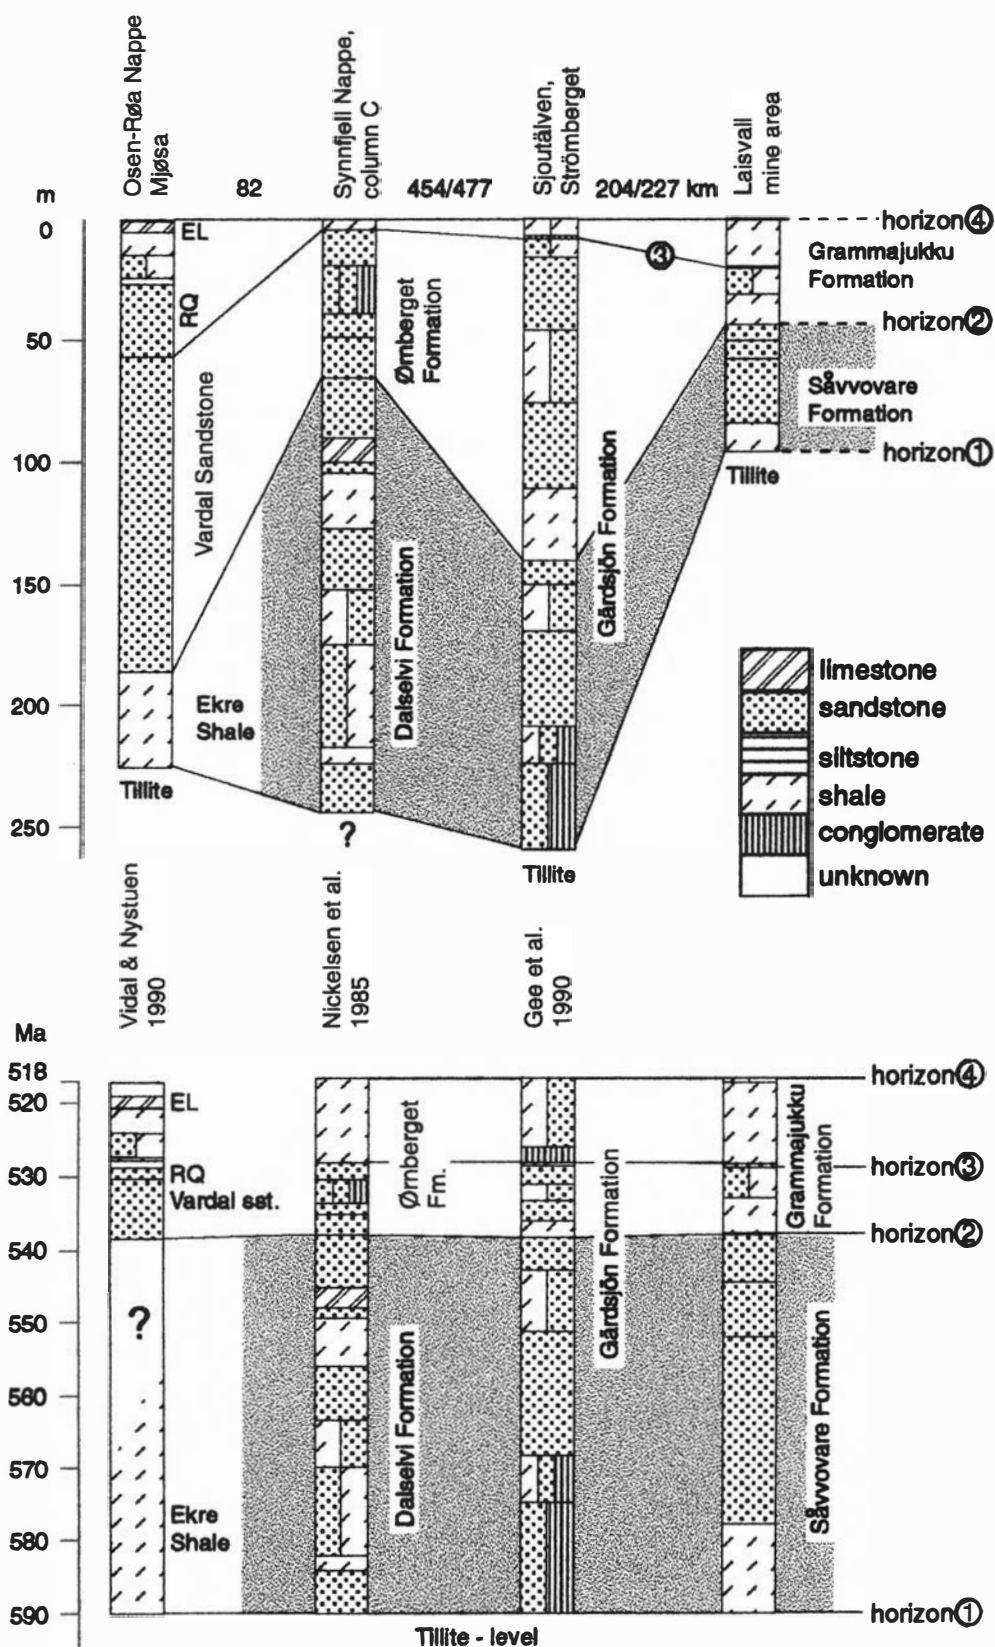 Osen-Røa Nappe
Mjøsa
Synnfjell Nappe,
column C
Sjoutälven,
Strömberget
Laisvall
mine area
m
82
454/477
204/227 km
0
50
100
150
200
250
EL
RQ
Vardal Sandstone
Ekre
Shale
Tillite
Ørnberget
Formation
Dalselvi Formation
?
③
Gärdsjön Formation
Tillite
horizon④
Grammajukku
Formation
horizon②
Såvvovare
Formation
horizon①
Tillite
limestone
sandstone
siltstone
shale
conglomerate
unknown
Vidal & Nystuen
1990
Nickelsen et al.
1985
Gee et al.
1990
Ma
518
520
530
540
550
560
570
580
590
EL
RQ
Vardal sst.
?
Ekre
Shale
Ørnberget
Fm.
Dalselvi Formation
Gårdsjön Formation
Grammajukku
Formation
Såvvovare Formation
horizon④
horizon③
horizon②
horizon①
Tillite - level